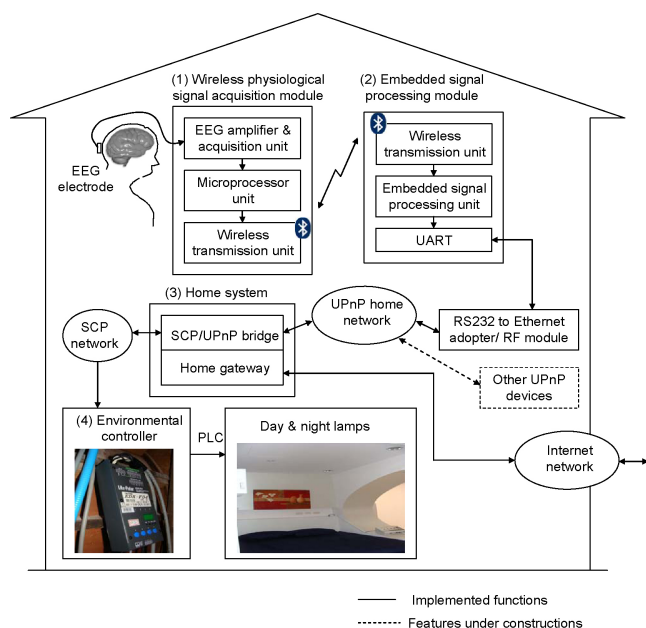 (1) Wireless physiological
signal acquisition module
(2) Embedded signal
processing module
EEG amplifier &
acquisition unit
Microprocessor
unit
Wireless
transmission unit
EEG
electrode
Wireless
transmission unit
Embedded signal
processing unit
UART
(3) Home system
SCP
network
SCP/UPnP bridge
Home gateway
UPnP home
network
RS232 to Ethernet
adopter/ RF module
Other UPnP
devices
(4) Environmental
controller
PLC
Day & night lamps
Internet
network
Implemented functions
Features under constructions